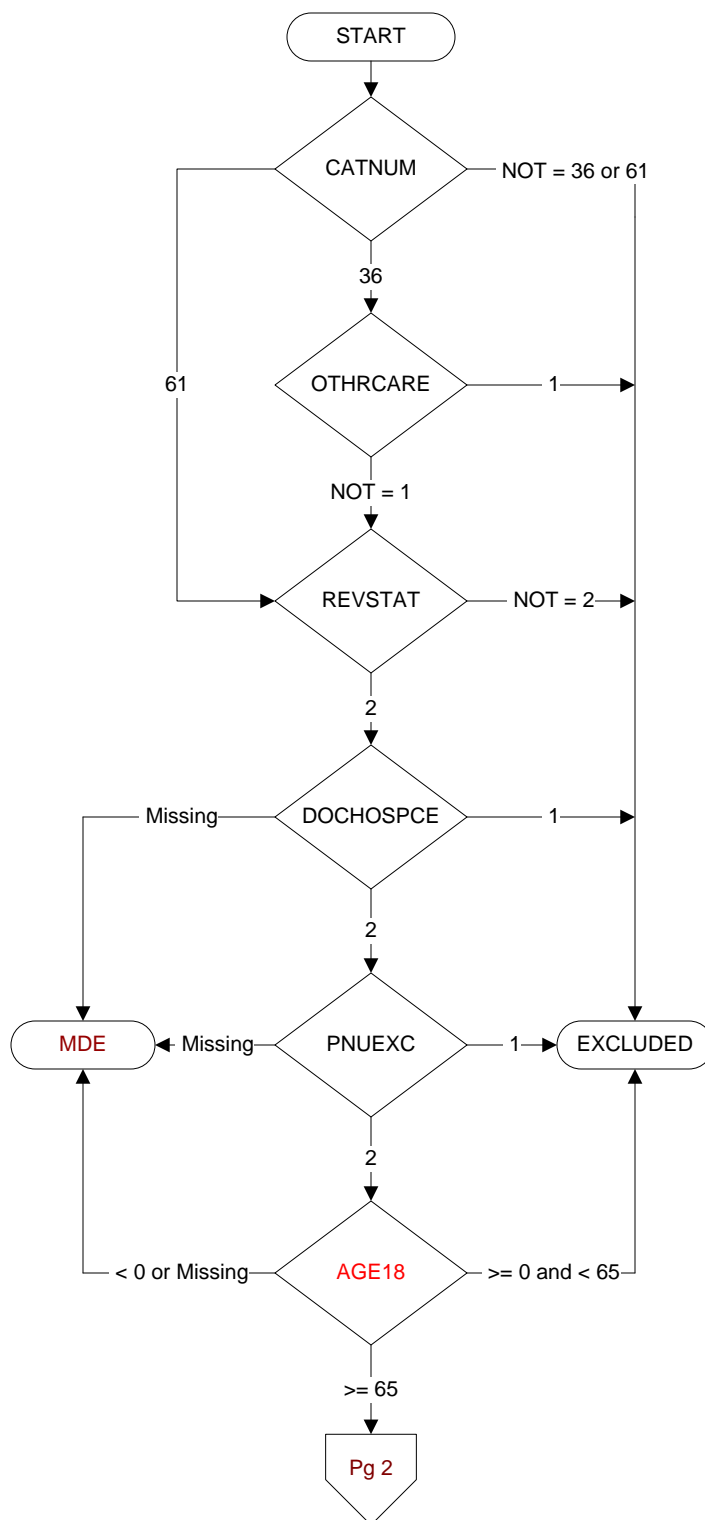 START
CATNUM
NOT = 36 or 61
36
61
OTHRCARE
1
NOT = 1
REVSTAT
NOT = 2
2
Missing
DOCHOSPCE
1
2
MDE
Missing
PNUEXC
1
EXCLUDED
2
< 0 or Missing
AGE18
>= 0 and < 65
>= 65
Pg 2